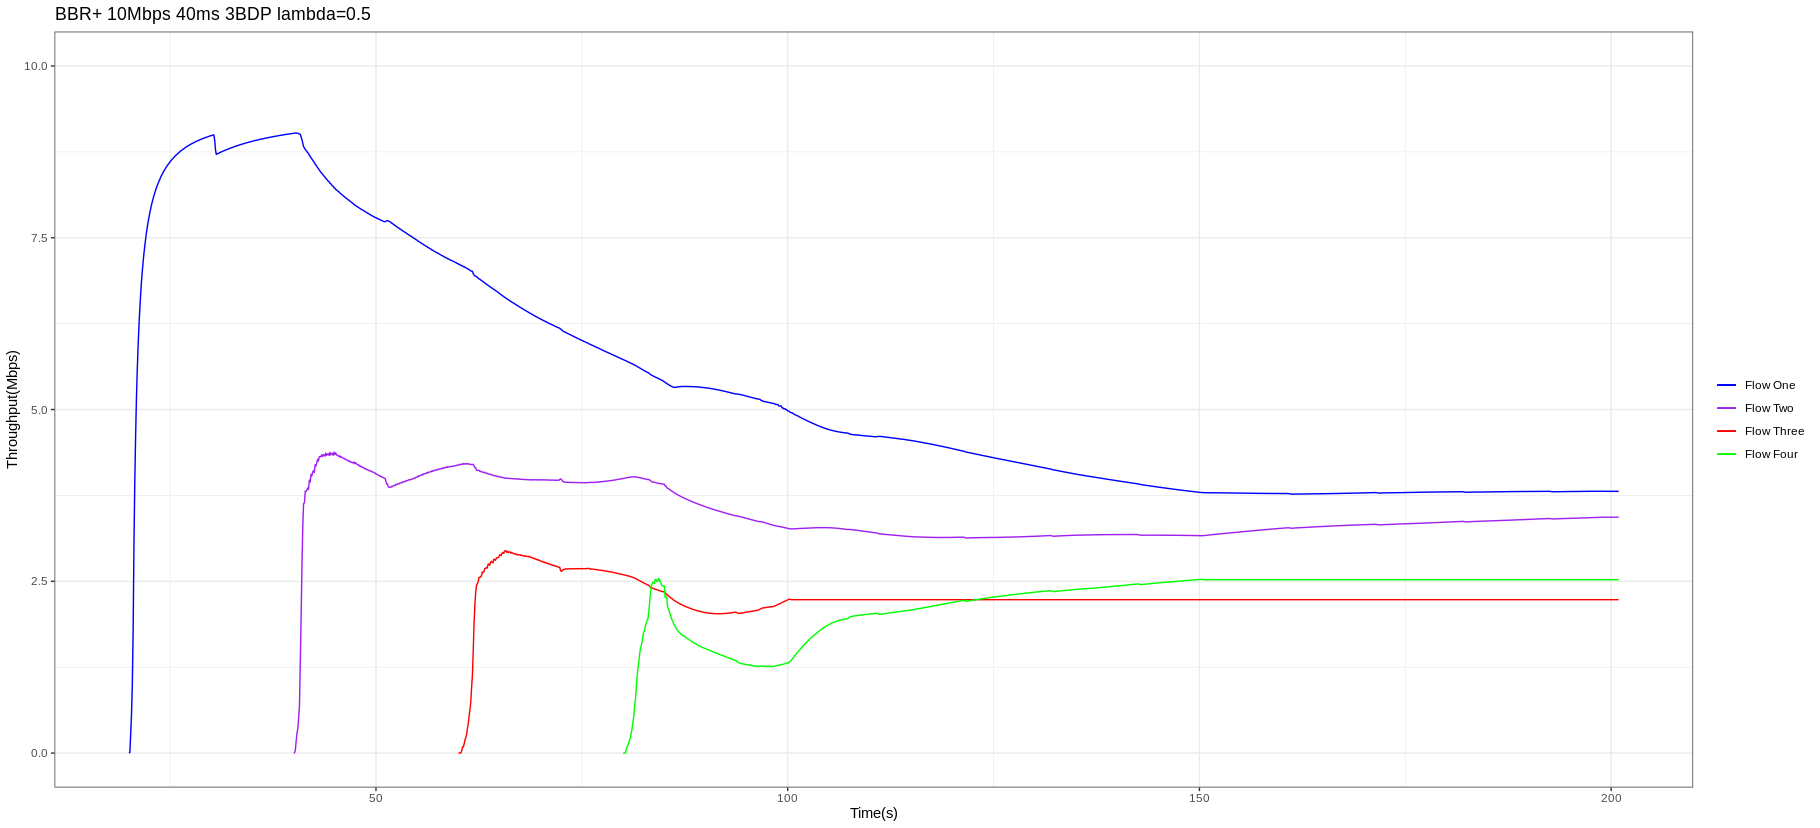 BBR+ 10Mbps 40ms 3BDP lambda=0.5
10.0
7.5
5.0
2.5
0.0
Throughput(Mbps)
50
100
150
200
Time(s)
Flow One
Flow Two
Flow Three
Flow Four